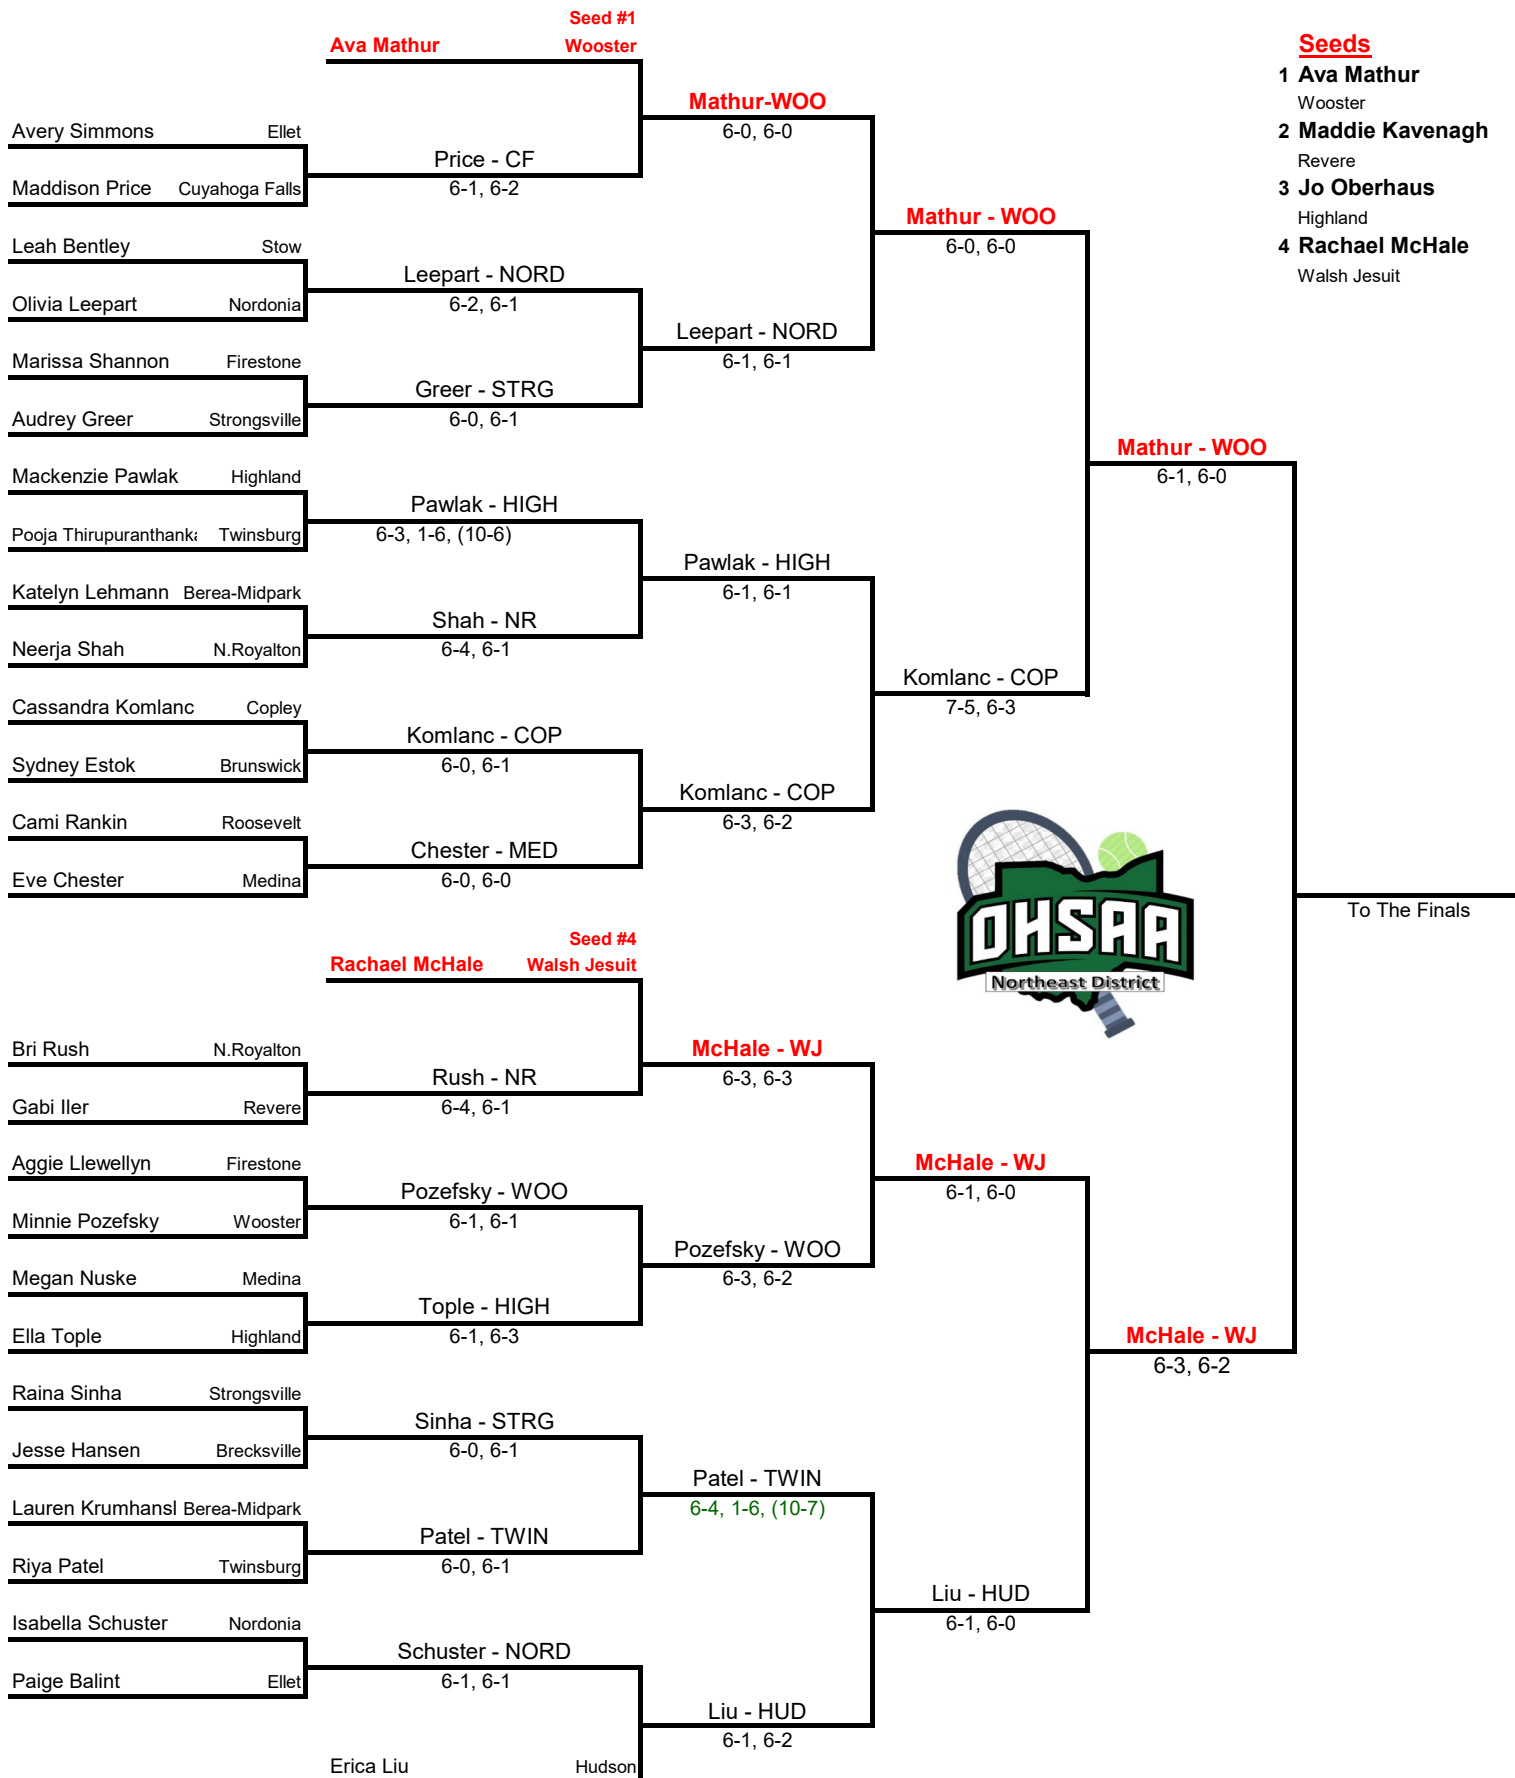 Seed #1
Ava Mathur Wooster
Seeds
1 Ava Mathur
Wooster
2 Maddie Kavenagh
Revere
3 Jo Oberhaus
Highland
4 Rachael McHale
Walsh Jesuit
Mathur-WOO
6-0, 6-0
Avery Simmons Ellet
Price - CF
6-1, 6-2
Maddison Price Cuyahoga Falls
Mathur - WOO
6-0, 6-0
Leah Bentley Stow
Leepart - NORD
6-2, 6-1
Olivia Leepart Nordonia
Leepart - NORD
6-1, 6-1
Marissa Shannon Firestone
Greer - STRG
6-0, 6-1
Audrey Greer Strongsville
Mathur - WOO
6-1, 6-0
Mackenzie Pawlak Highland
Pawlak - HIGH
6-3, 1-6, (10-6)
Pooja Thirupuranthanka Twinsburg
Pawlak - HIGH
6-1, 6-1
Katelyn Lehmann Berea-Midpark
Shah - NR
6-4, 6-1
Neerja Shah N.Royalton
Komlanc - COP
7-5, 6-3
Cassandra Komlanc Copley
Komlanc - COP
6-0, 6-1
Sydney Estok Brunswick
Komlanc - COP
6-3, 6-2
Cami Rankin Roosevelt
Chester - MED
6-0, 6-0
Eve Chester Medina
OHSAA
Northeast District
To The Finals
Seed #4
Rachael McHale Walsh Jesuit
McHale - WJ
6-3, 6-3
Bri Rush N.Royalton
Rush - NR
6-4, 6-1
Gabi Iler Revere
McHale - WJ
6-1, 6-0
Aggie Llewellyn Firestone
Pozefsky - WOO
6-1, 6-1
Minnie Pozefsky Wooster
Pozefsky - WOO
6-3, 6-2
Megan Nuske Medina
Tople - HIGH
6-1, 6-3
Ella Tople Highland
McHale - WJ
6-3, 6-2
Raina Sinha Strongsville
Sinha - STRG
6-0, 6-1
Jesse Hansen Brecksville
Patel - TWIN
6-4, 1-6, (10-7)
Lauren Krumhansl Berea-Midpark
Patel - TWIN
6-0, 6-1
Riya Patel Twinsburg
Liu - HUD
6-1, 6-0
Isabella Schuster Nordonia
Schuster - NORD
6-1, 6-1
Paige Balint Ellet
Liu - HUD
6-1, 6-2
Erica Liu Hudson